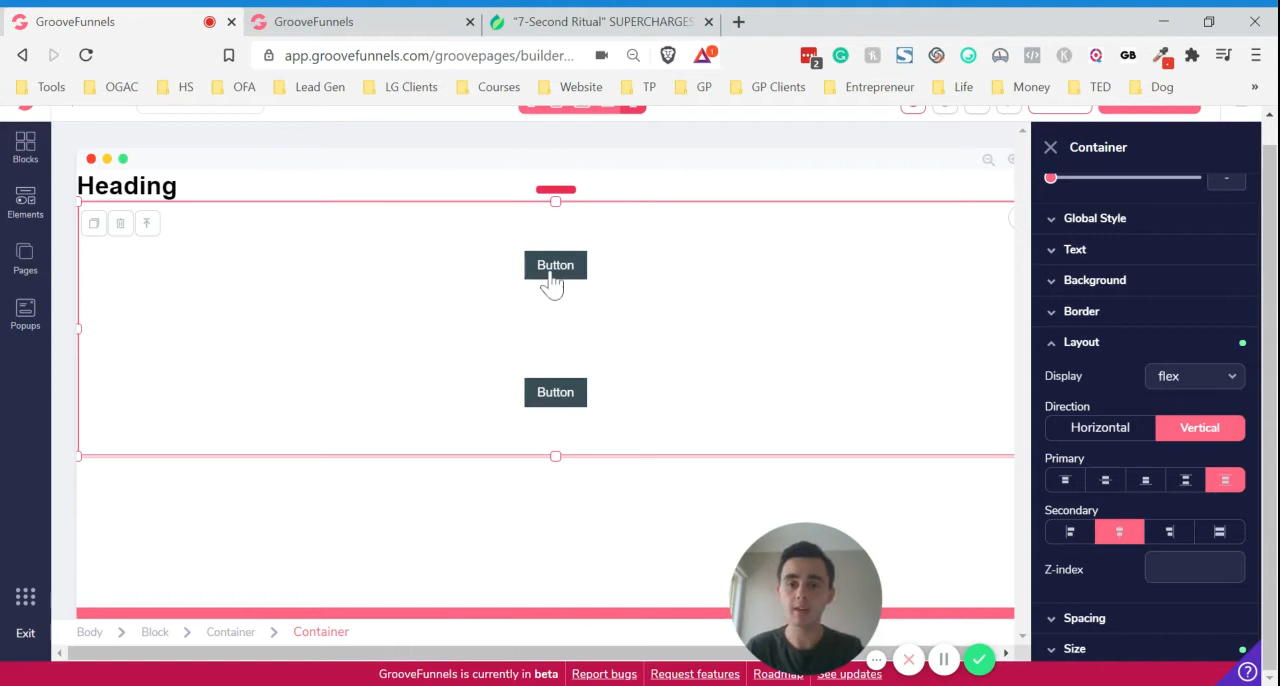 GrooveFunnels
GrooveFunnels
"7-Second Ritual" SUPERCHARGES
app.groovefunnels.com/groovepages/builder...
1
2
GB
Tools
OGAC
HS
OFA
Lead Gen
LG Clients
Courses
Website
TP
GP
GP Clients
Entrepreneur
Life
Money
TED
Dog
»
Blocks
Elements
Pages
Popups
Exit
Heading
Button
Button
Body
Block
Container
Container
Container
-
Global Style
Text
Background
Border
Layout
Display
flex
Direction
Horizontal
Vertical
Primary
Secondary
Z-index
Spacing
Size
GrooveFunnels is currently in beta
Report bugs
Request features
Roadmap
See updates